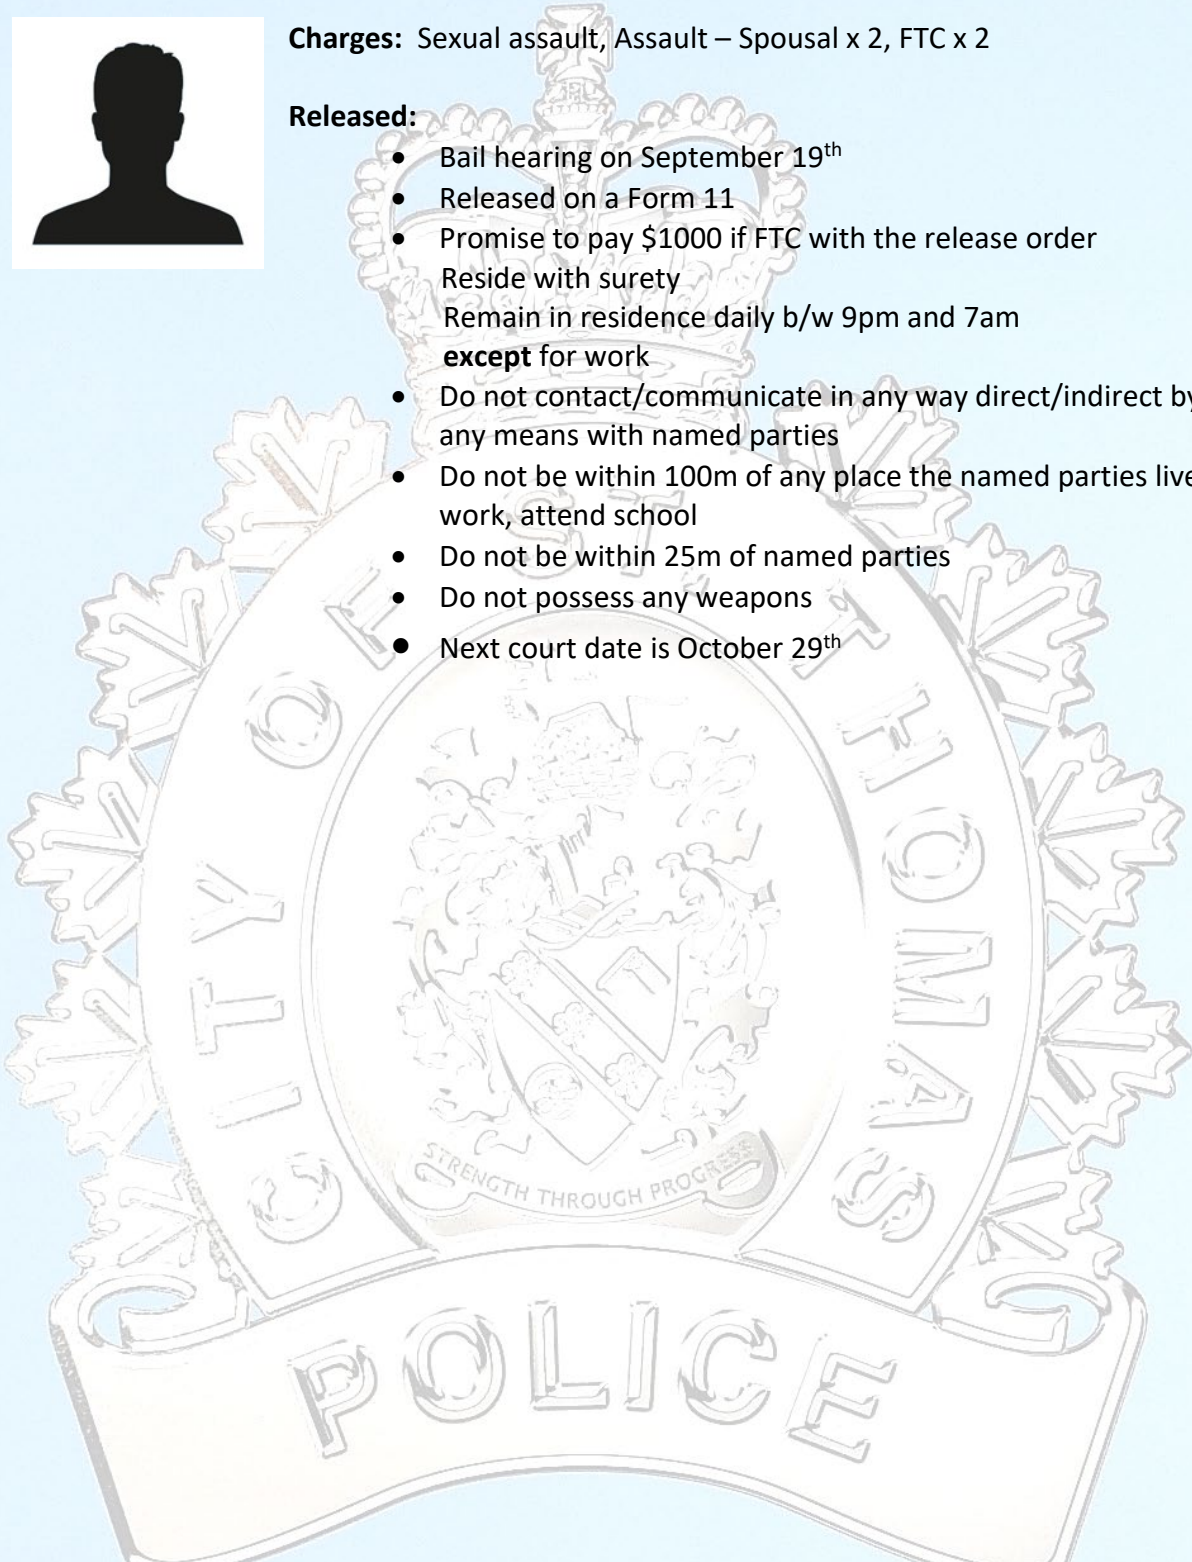 Charges: Sexual assault, Assault – Spousal x 2, FTC x 2
Released:
• Bail hearing on September 19th
• Released on a Form 11
• Promise to pay $1000 if FTC with the release order
Reside with surety
Remain in residence daily b/w 9pm and 7am
except for work
• Do not contact/communicate in any way direct/indirect by
any means with named parties
• Do not be within 100m of any place the named parties live
work, attend school
• Do not be within 25m of named parties
• Do not possess any weapons
• Next court date is October 29th
CITY OF ST. THOMAS
STRENGTH THROUGH PROGRESS
POLICE